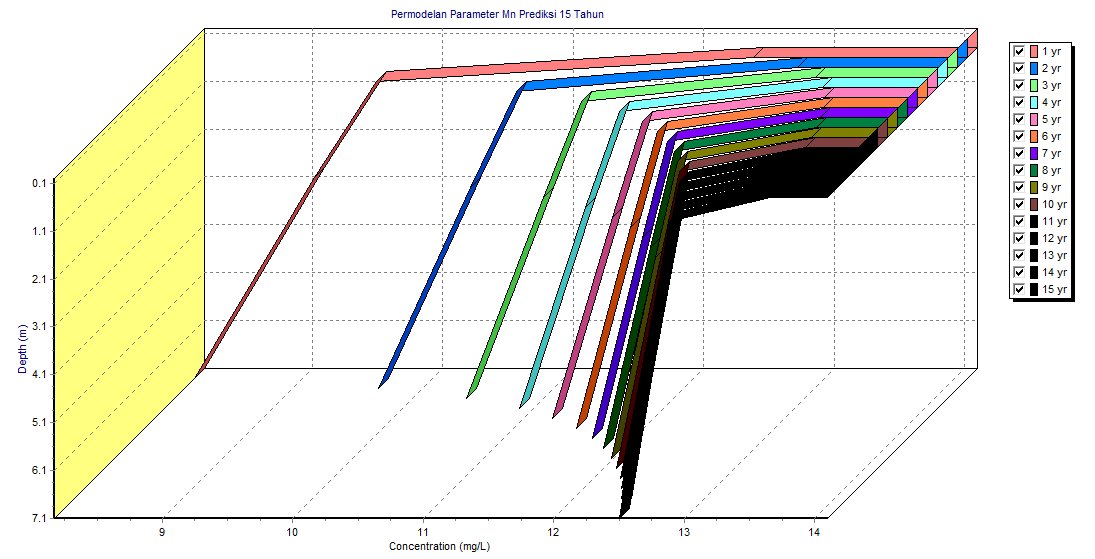 Permodelan Parameter Mn Prediksi 15 Tahun
1 yr
2 yr
3 yr
4 yr
5 yr
6 yr
7 yr
8 yr
9 yr
10 yr
11 yr
12 yr
13 yr
14 yr
15 yr
0.1
1.1
2.1
3.1
4.1
5.1
6.1
7.1
Depth (m)
9 10 11 12 13 14
Concentration (mg/L)